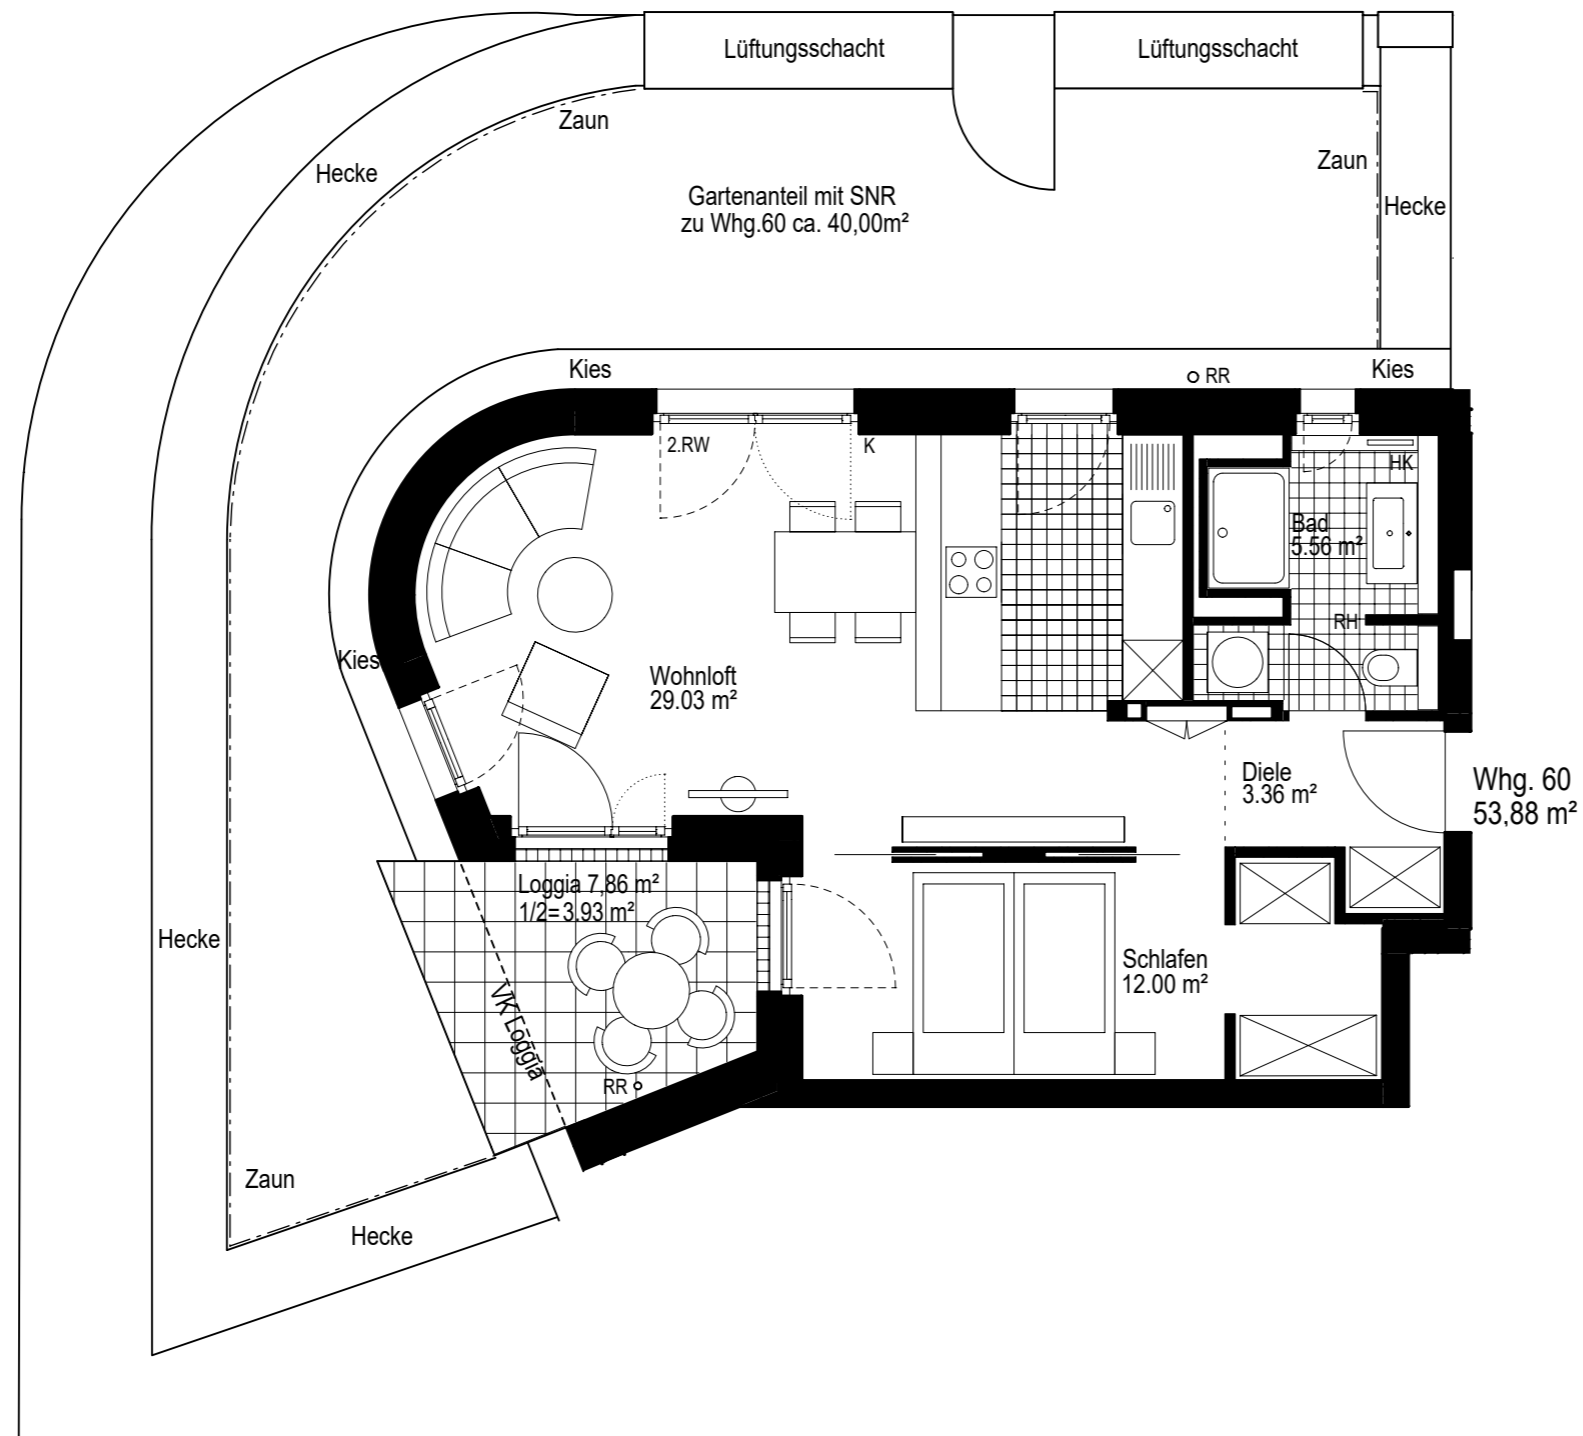 Lüftungsschacht
Lüftungsschacht
Zaun
Hecke
Zaun
Gartenanteil mit SNR
zu Whg.60 ca. 40,00m²
Hecke
Kies
RR
Kies
2.RW
K
HK
Bad
5.56 m²
RH
Kies
Wohnloft
29.03 m²
Diele
3.36 m²
Whg. 60
53,88 m²
Loggia 7,86 m²
1/2=3.93 m²
Hecke
Schlafen
12.00 m²
VK Loggia
RR
Zaun
Hecke